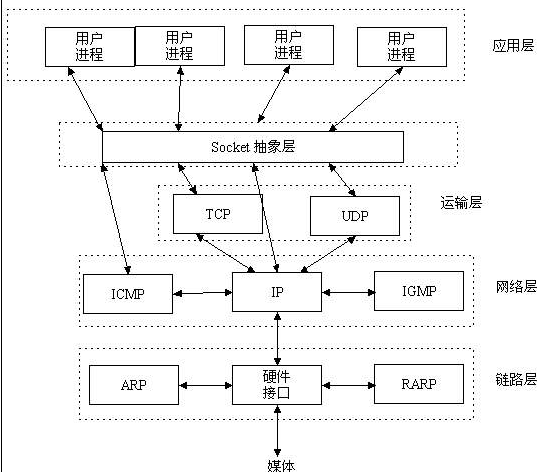 用户
进程
用户
进程
用户
进程
用户
进程
应用层
Socket 抽象层
运输层
TCP
UDP
网络层
ICMP
IP
IGMP
链路层
ARP
硬件
接口
RARP
媒体